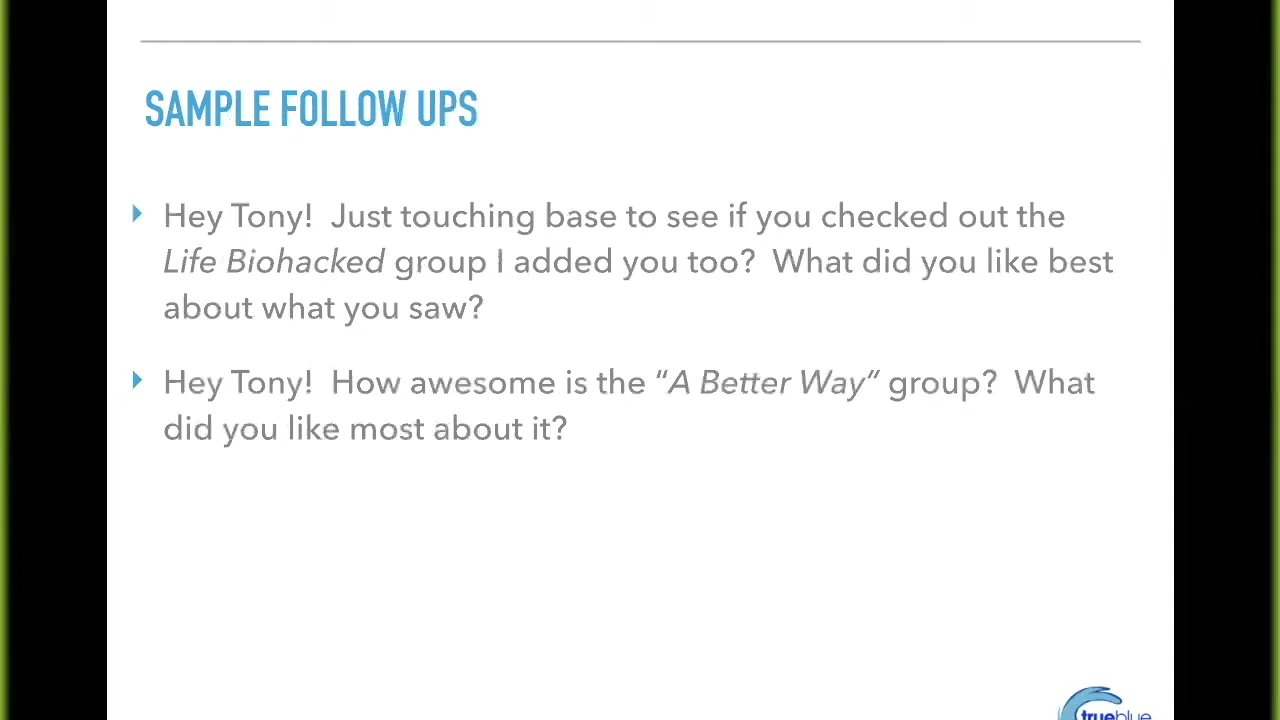 SAMPLE FOLLOW UPS
Hey Tony! Just touching base to see if you checked out the
Life Biohacked group I added you too? What did you like best
about what you saw?
Hey Tony! How awesome is the “A Better Way” group? What
did you like most about it?
trueblue